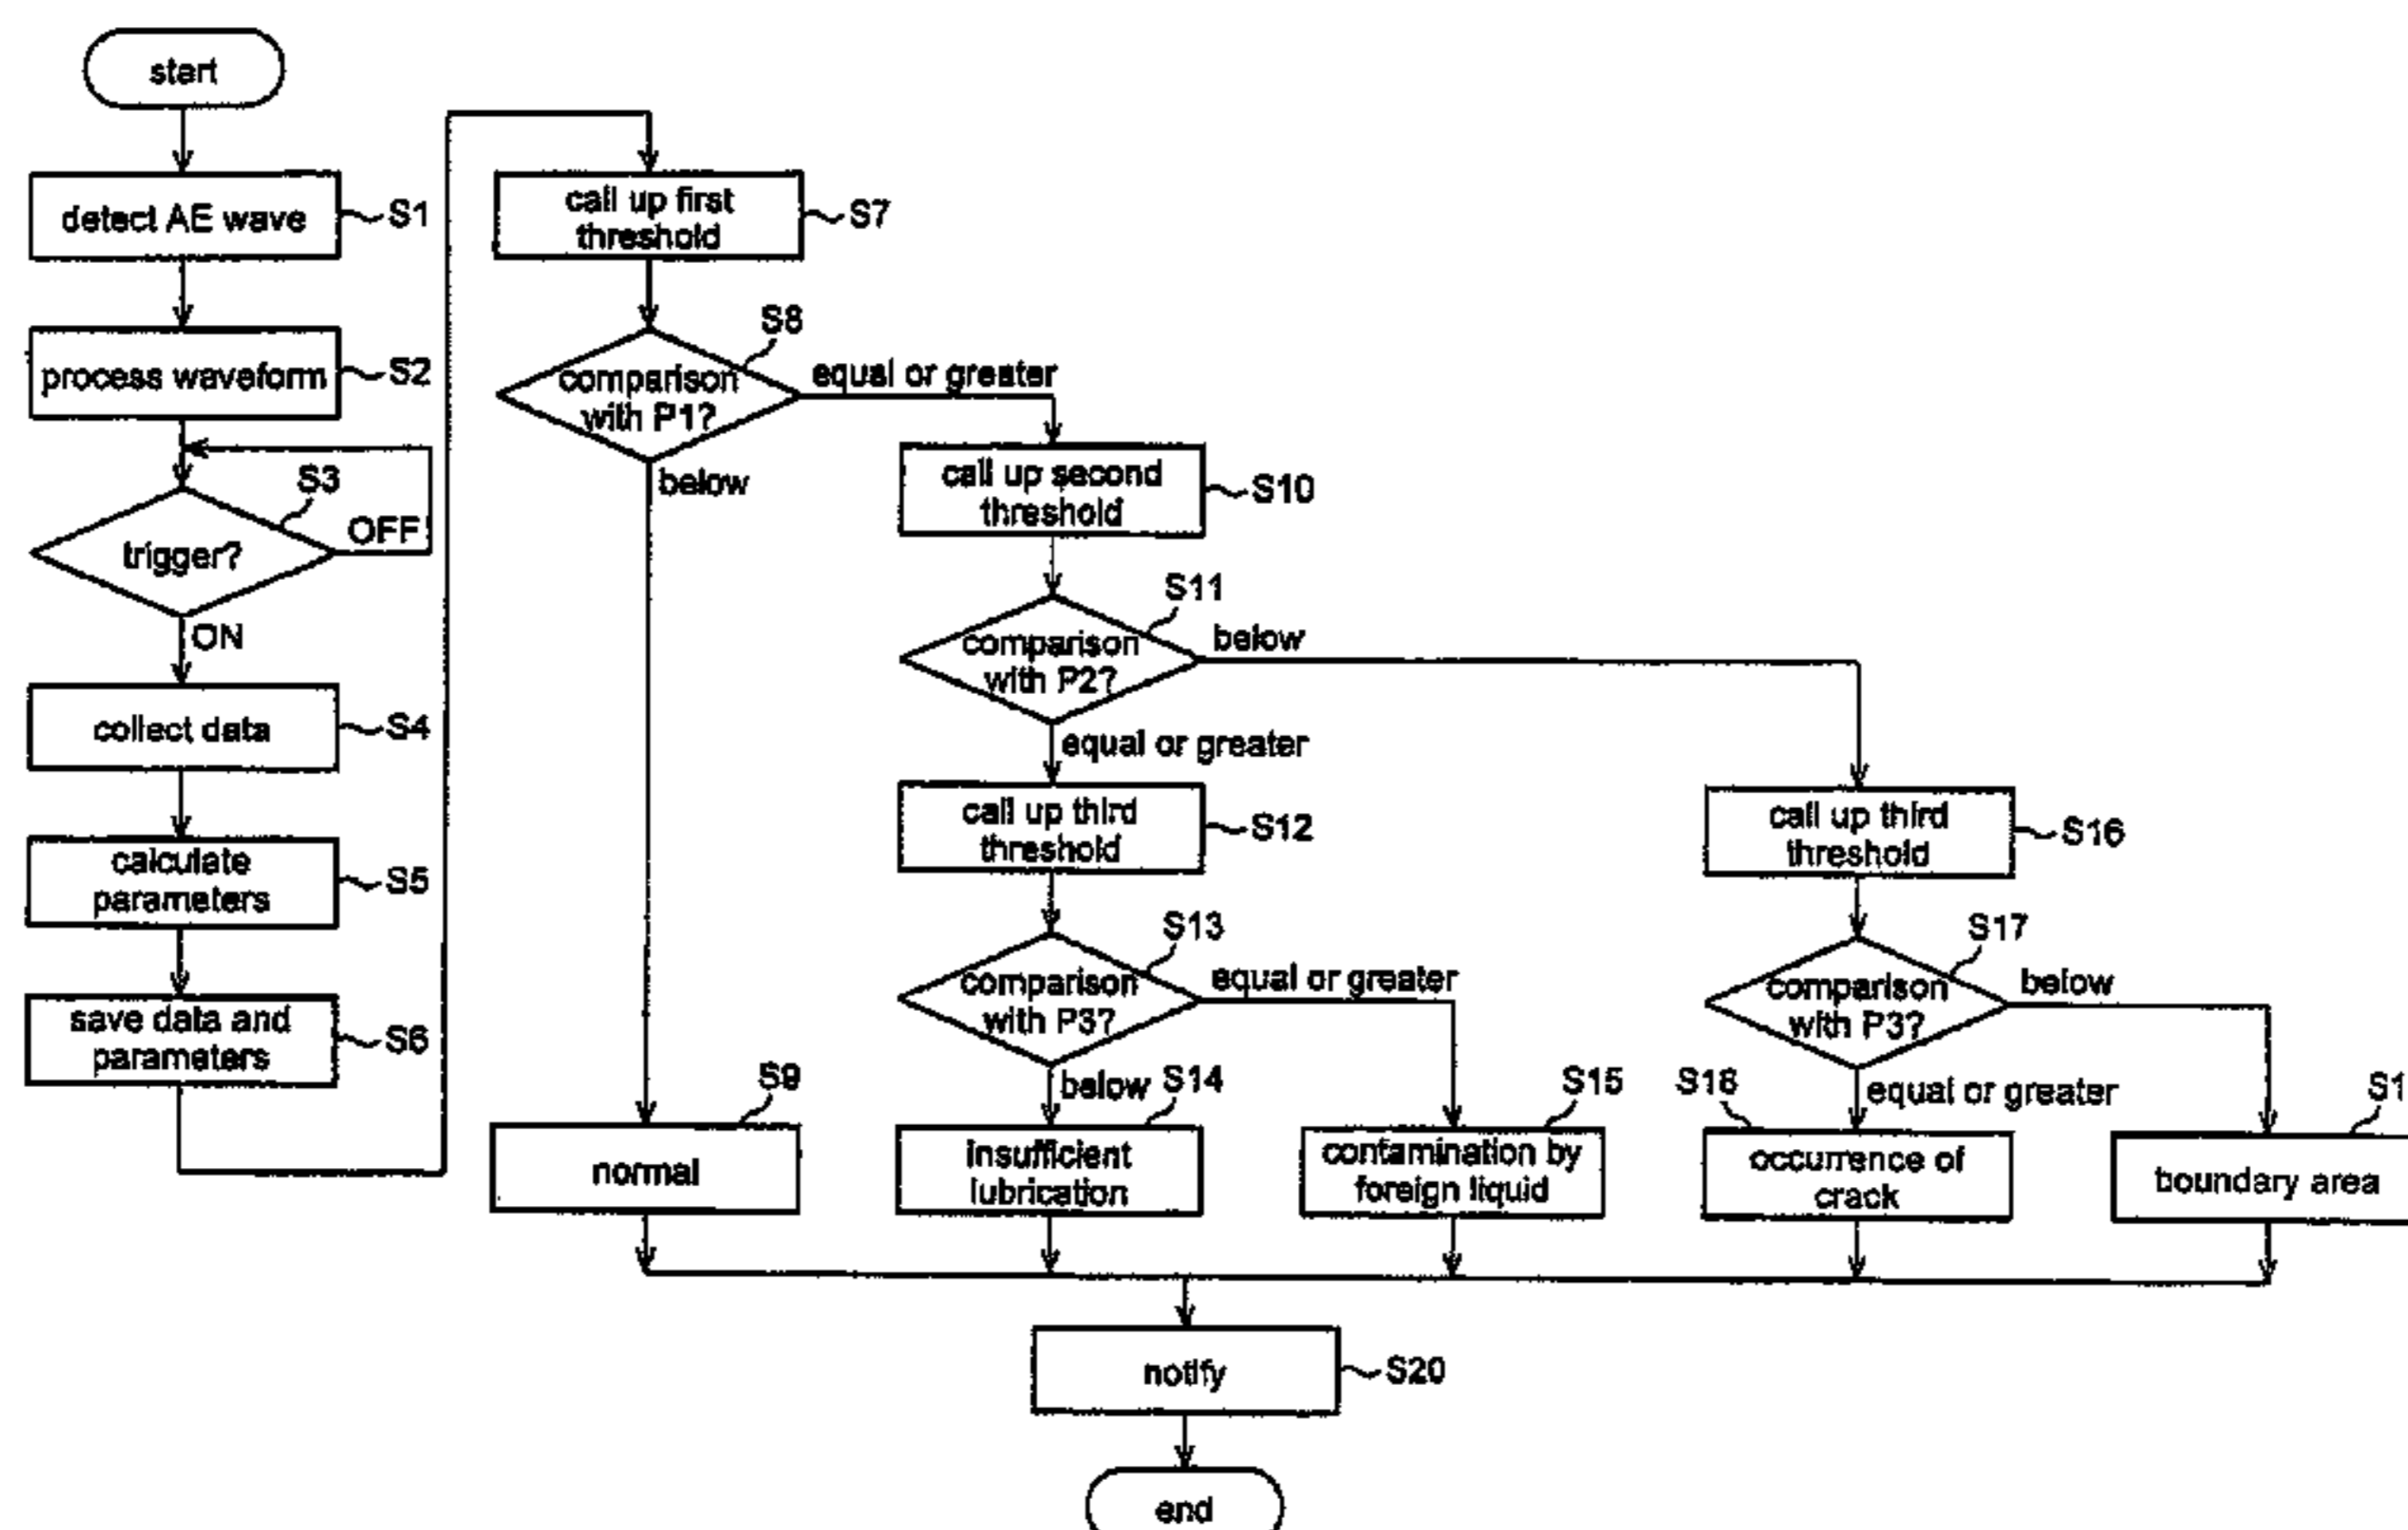 start
detect AE wave
S1
process waveform
S2
S3
trigger?
OFF
ON
collect data
S4
calculate
parameters
S5
save data and
parameters
S6
call up first
threshold
S7
S8
comparison
with P1?
equal or greater
below
S9
normal
call up second
threshold
S10
S11
comparison
with P2?
below
equal or greater
call up third
threshold
S12
S13
comparison
with P3?
equal or greater
below
S14
insufficient
lubrication
S15
contamination by
foreign liquid
call up third
threshold
S16
S17
comparison
with P3?
below
equal or greater
S18
occurrence of
crack
S1
boundary area
notify
S20
end